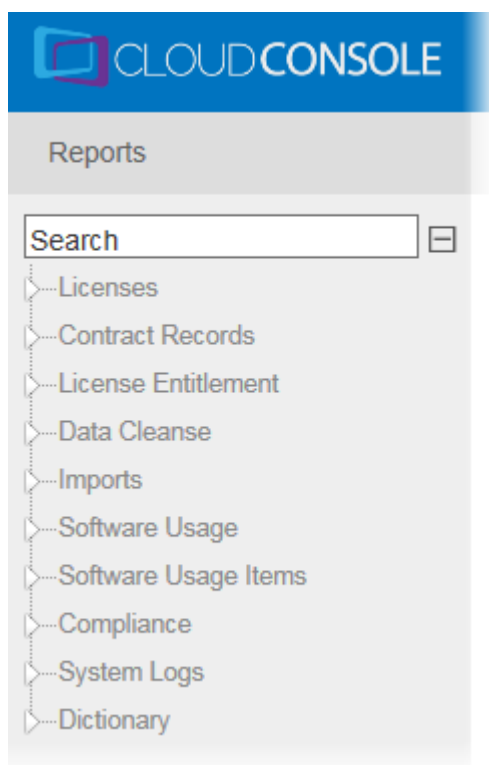 CLOUDCONSOLE
Reports
Search
Licenses
Contract Records
License Entitlement
Data Cleanse
Imports
Software Usage
Software Usage Items
Compliance
System Logs
Dictionary